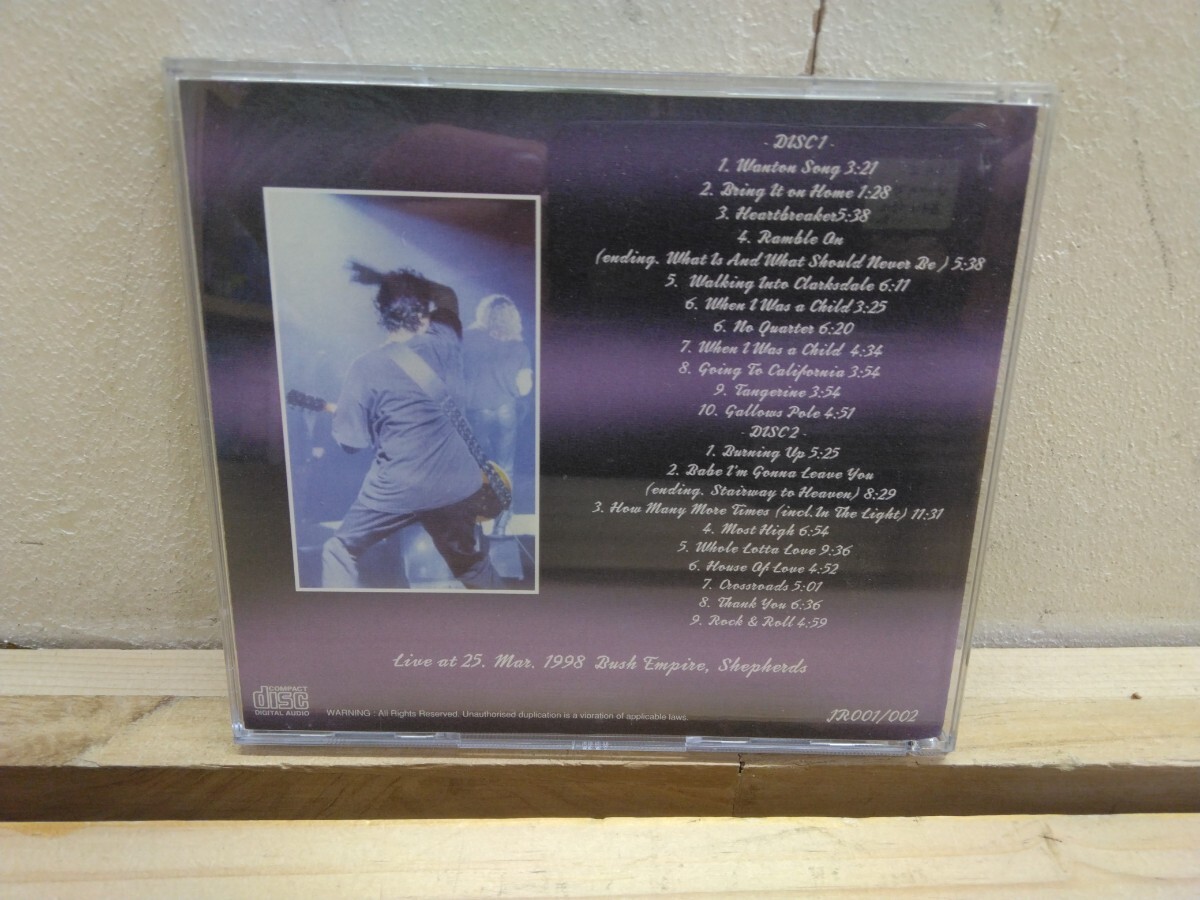 - DISC 1 -
1. Wanton Song 3:21
2. Bring It on Home 1:28
3. Heartbreaker5:38
4. Ramble On
(ending. What Is And What Should Never Be ) 5:38
5. Walking Into Clarksdale 6:11
6. When I Was a Child 3:25
6. No Quarter 6:20
7. When I Was a Child 4:34
8. Going To California 3:54
9. Tangerine 3:54
10. Gallows Pole 4:51
- DISC 2 -
1. Burning Up 5:25
2. Babe I'm Gonna Leave You
(ending. Stairway to Heaven) 8:29
3. How Many More Times (incl.In The Light) 11:31
4. Most High 6:54
5. Whole Lotta Love 9:36
6. House Of Love 4:52
7. Crossroads 5:01
8. Thank You 6:36
9. Rock & Roll 4:59
Live at 25. Mar. 1998 Bush Empire, Shepherds
COMPACT
disc
DIGITAL AUDIO
WARNING : All Rights Reserved. Unauthorised duplication is a vioration of applicable laws.
JR001/002